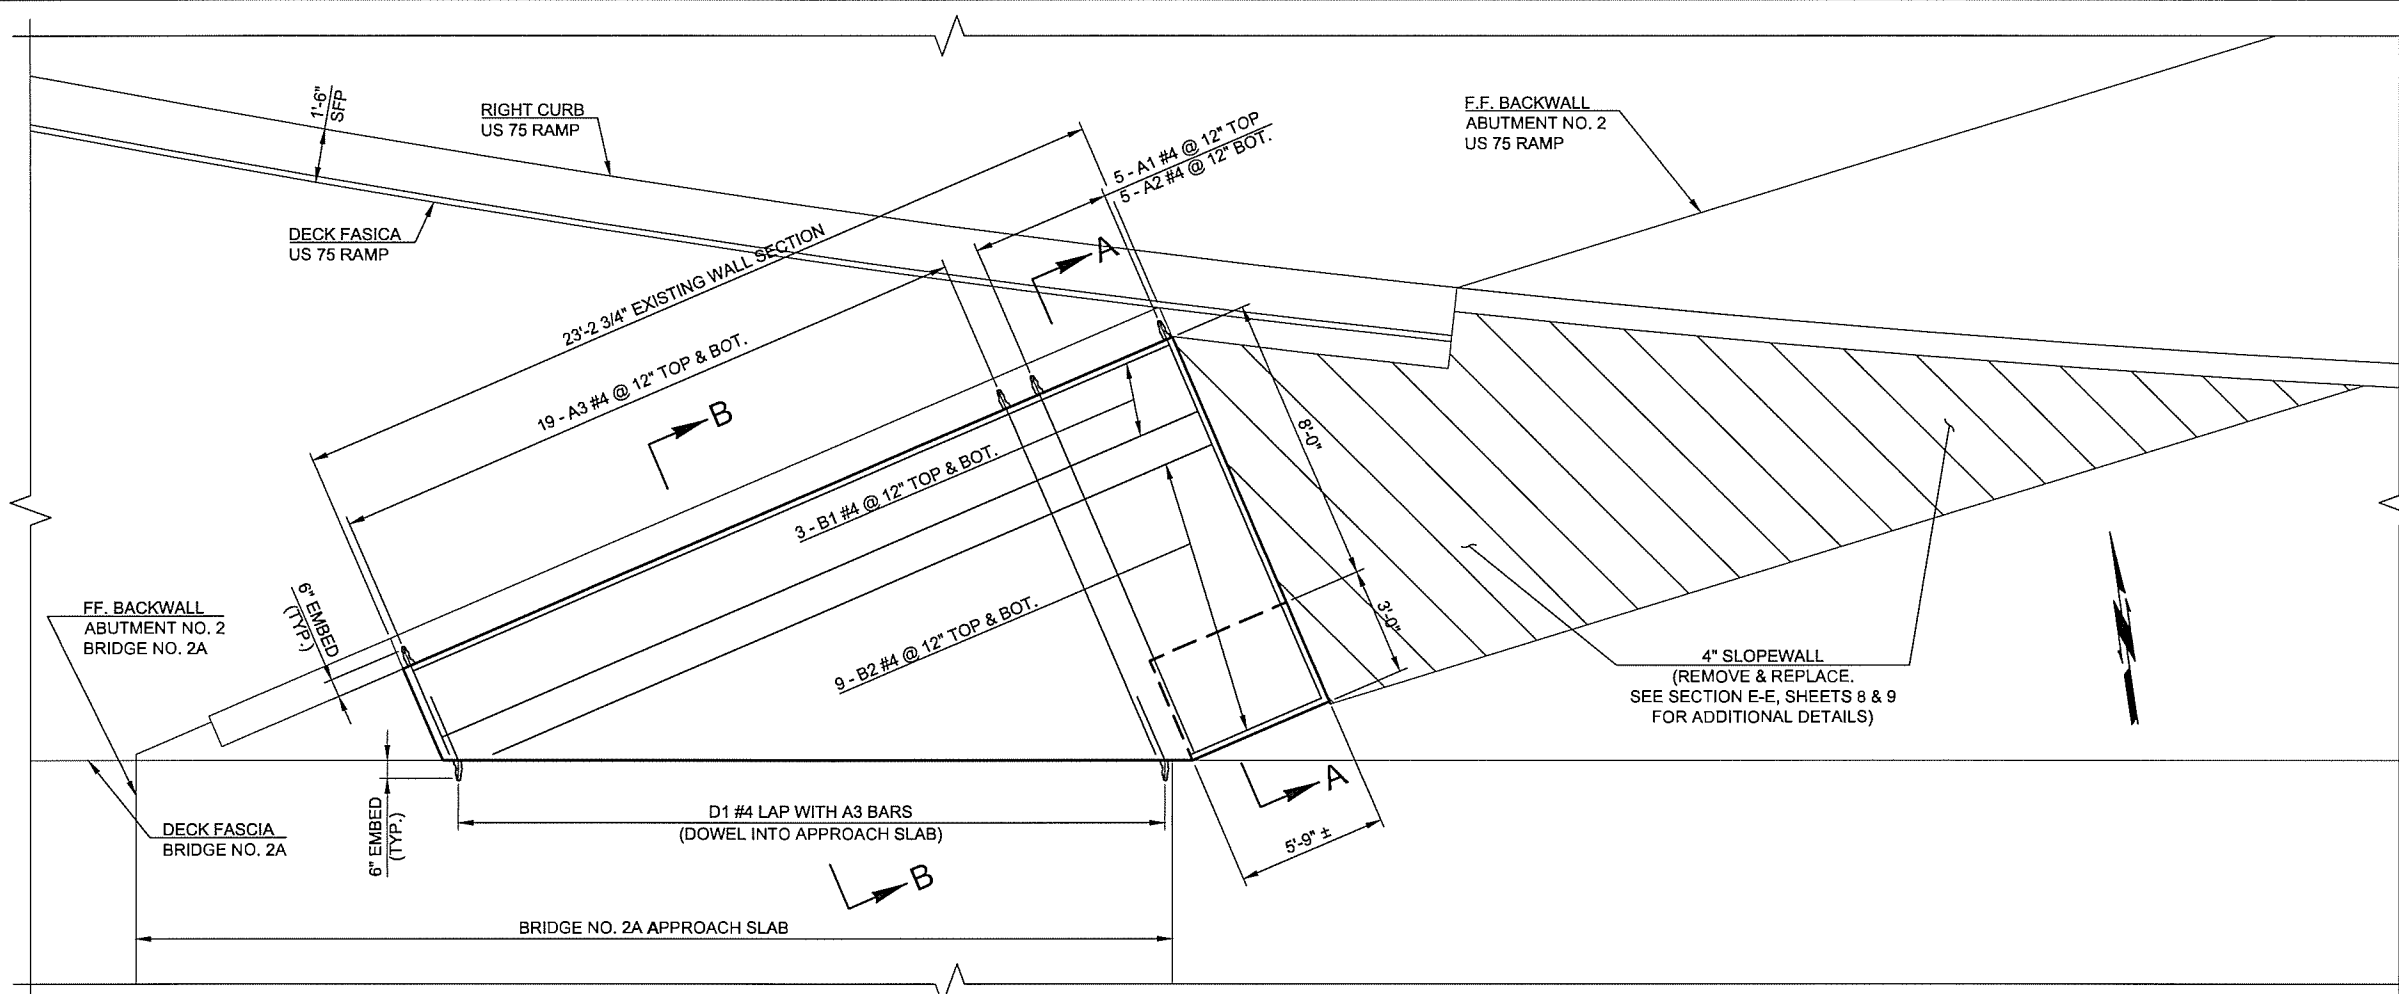 1'-6"
SFP
RIGHT CURB
US 75 RAMP
F.F. BACKWALL
ABUTMENT NO. 2
US 75 RAMP
5 - A1 #4 @ 12" TOP
5 - A2 #4 @ 12" BOT.
DECK FASICA
US 75 RAMP
23'-2 3/4" EXISTING WALL SECTION
A
19 - A3 #4 @ 12" TOP & BOT.
B
8'-0"
3 - B1 #4 @ 12" TOP & BOT.
6" EMBED
(TYP.)
9 - B2 #4 @ 12" TOP & BOT.
3'-0"
FF. BACKWALL
ABUTMENT NO. 2
BRIDGE NO. 2A
4" SLOPEWALL
(REMOVE & REPLACE.
SEE SECTION E-E, SHEETS 8 & 9
FOR ADDITIONAL DETAILS)
N
A
6" EMBED
(TYP.)
D1 #4 LAP WITH A3 BARS
(DOWEL INTO APPROACH SLAB)
5'-9" ±
DECK FASCIA
BRIDGE NO. 2A
B
BRIDGE NO. 2A APPROACH SLAB